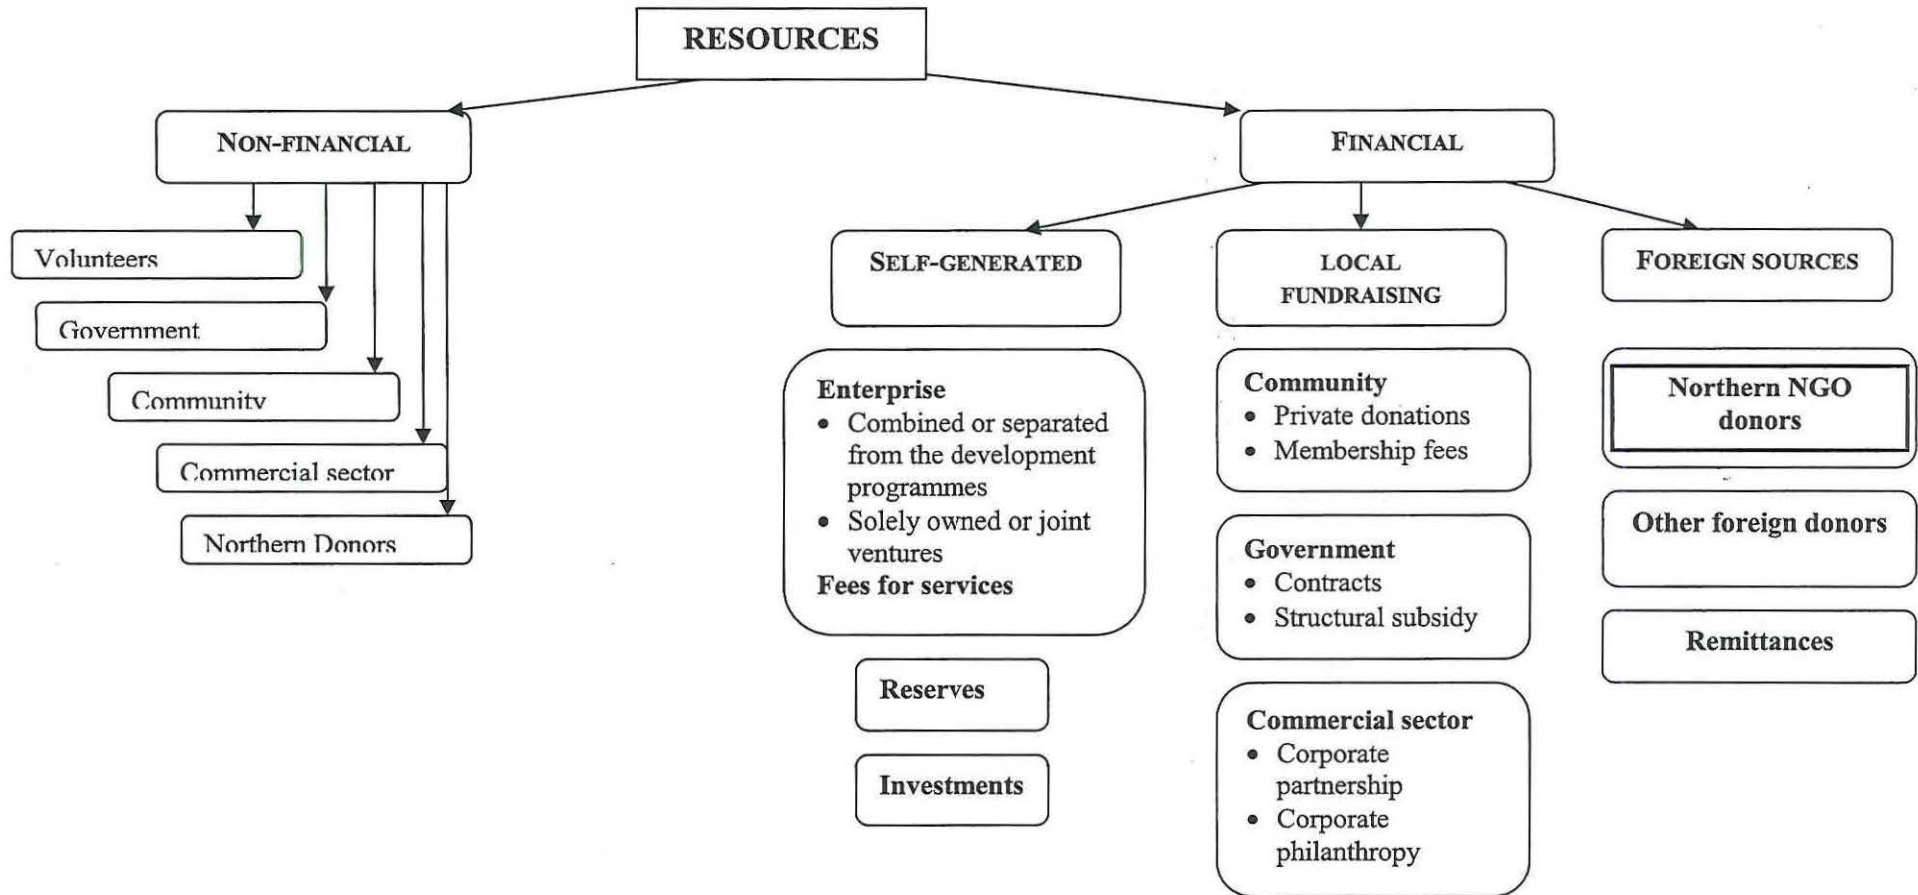 RESOURCES
NON-FINANCIAL
FINANCIAL
Volunteers
Government
Community
Commercial sector
Northern Donors
SELF-GENERATED
Enterprise
• Combined or separated
from the development
programmes
• Solely owned or joint
ventures
Fees for services
Reserves
Investments
LOCAL
FUNDRAISING
Community
• Private donations
• Membership fees
Government
• Contracts
• Structural subsidy
Commercial sector
• Corporate
partnership
• Corporate
philanthropy
FOREIGN SOURCES
Northern NGO
donors
Other foreign donors
Remittances